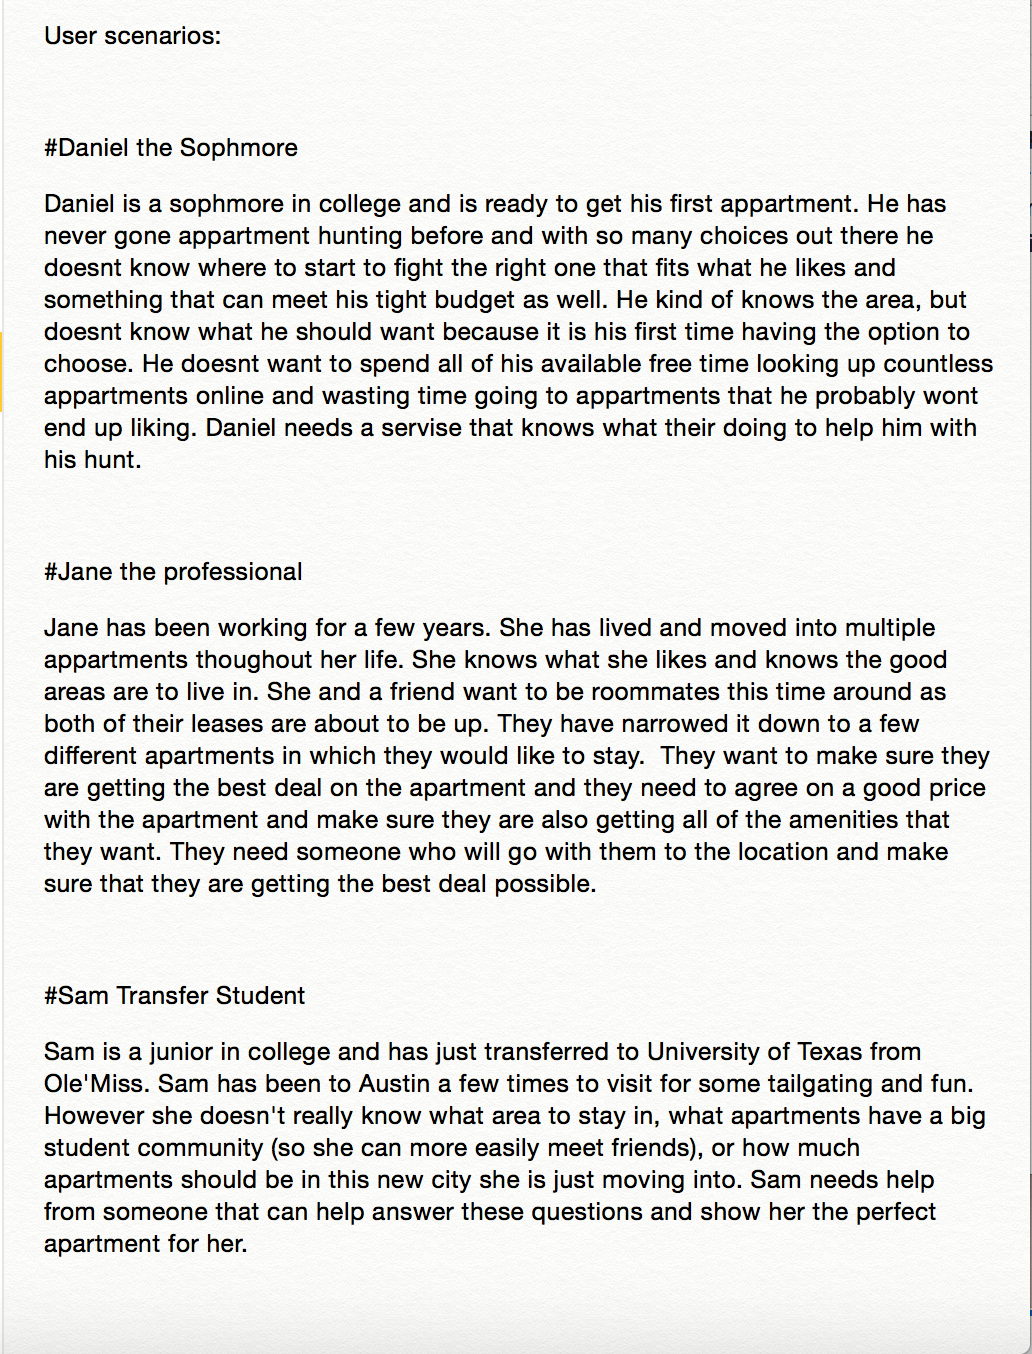 User scenarios:
#Daniel the Sophmore
Daniel is a sophmore in college and is ready to get his first appartment. He has
never gone appartment hunting before and with so many choices out there he
doesnt know where to start to fight the right one that fits what he likes and
something that can meet his tight budget as well. He kind of knows the area, but
doesnt know what he should want because it is his first time having the option to
choose. He doesnt want to spend all of his available free time looking up countless
appartments online and wasting time going to appartments that he probably wont
end up liking. Daniel needs a servise that knows what their doing to help him with
his hunt.
#Jane the professional
Jane has been working for a few years. She has lived and moved into multiple
appartments thoughout her life. She knows what she likes and knows the good
areas are to live in. She and a friend want to be roommates this time around as
both of their leases are about to be up. They have narrowed it down to a few
different apartments in which they would like to stay.  They want to make sure they
are getting the best deal on the apartment and they need to agree on a good price
with the apartment and make sure they are also getting all of the amenities that
they want. They need someone who will go with them to the location and make
sure that they are getting the best deal possible.
#Sam Transfer Student
Sam is a junior in college and has just transferred to University of Texas from
Ole'Miss. Sam has been to Austin a few times to visit for some tailgating and fun.
However she doesn't really know what area to stay in, what apartments have a big
student community (so she can more easily meet friends), or how much
apartments should be in this new city she is just moving into. Sam needs help
from someone that can help answer these questions and show her the perfect
apartment for her.